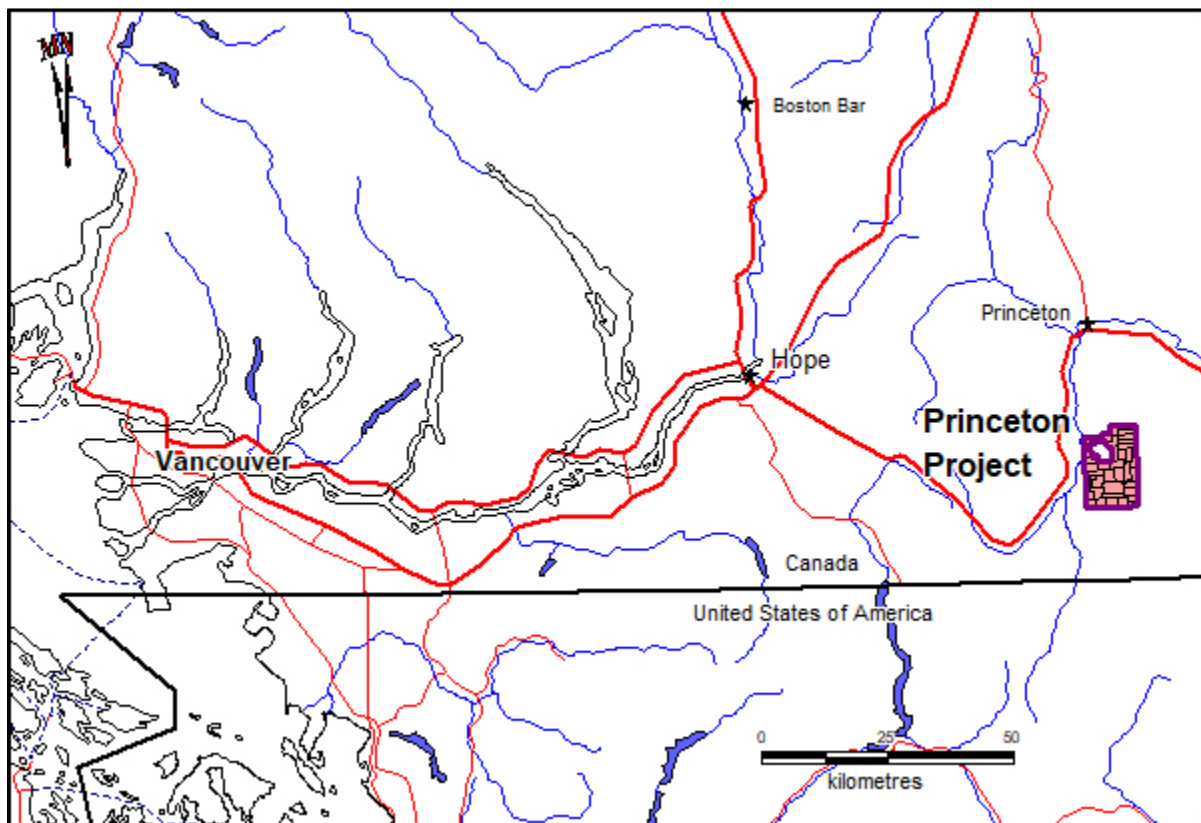 MN
Boston Bar
Princeton
Hope
Princeton
Project
Vancouver
Canada
United States of America
0 25 50
kilometres